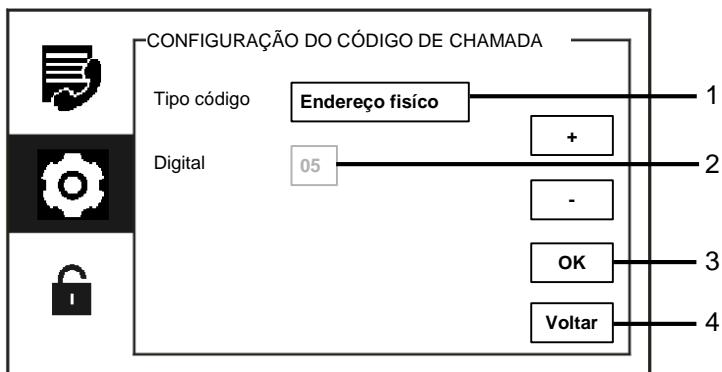 CONFIGURAÇÃO DO CÓDIGO DE CHAMADA
Tipo código
Endereço fisíco
1
+
Digital
05
2
-
OK
3
Voltar
4